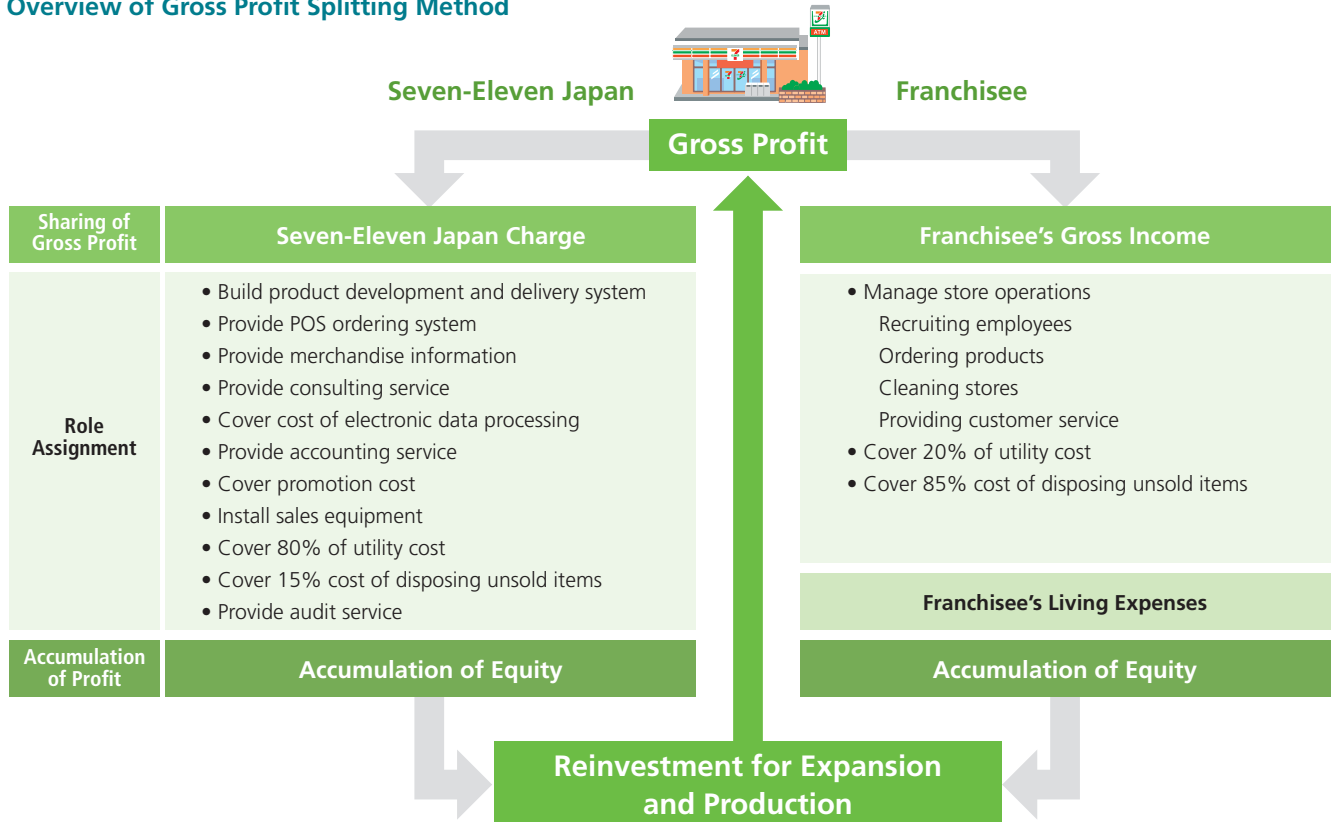 Overview of Gross Profit Splitting Method
ATM
Seven-Eleven Japan
Franchisee
Gross Profit
Sharing of
Gross Profit
Seven-Eleven Japan Charge
Franchisee's Gross Income
Role
Assignment
• Build product development and delivery system
• Provide POS ordering system
• Provide merchandise information
• Provide consulting service
• Cover cost of electronic data processing
• Provide accounting service
• Cover promotion cost
• Install sales equipment
• Cover 80% of utility cost
• Cover 15% cost of disposing unsold items
• Provide audit service
• Manage store operations
Recruiting employees
Ordering products
Cleaning stores
Providing customer service
• Cover 20% of utility cost
• Cover 85% cost of disposing unsold items
Franchisee's Living Expenses
Accumulation
of Profit
Accumulation of Equity
Accumulation of Equity
Reinvestment for Expansion
and Production